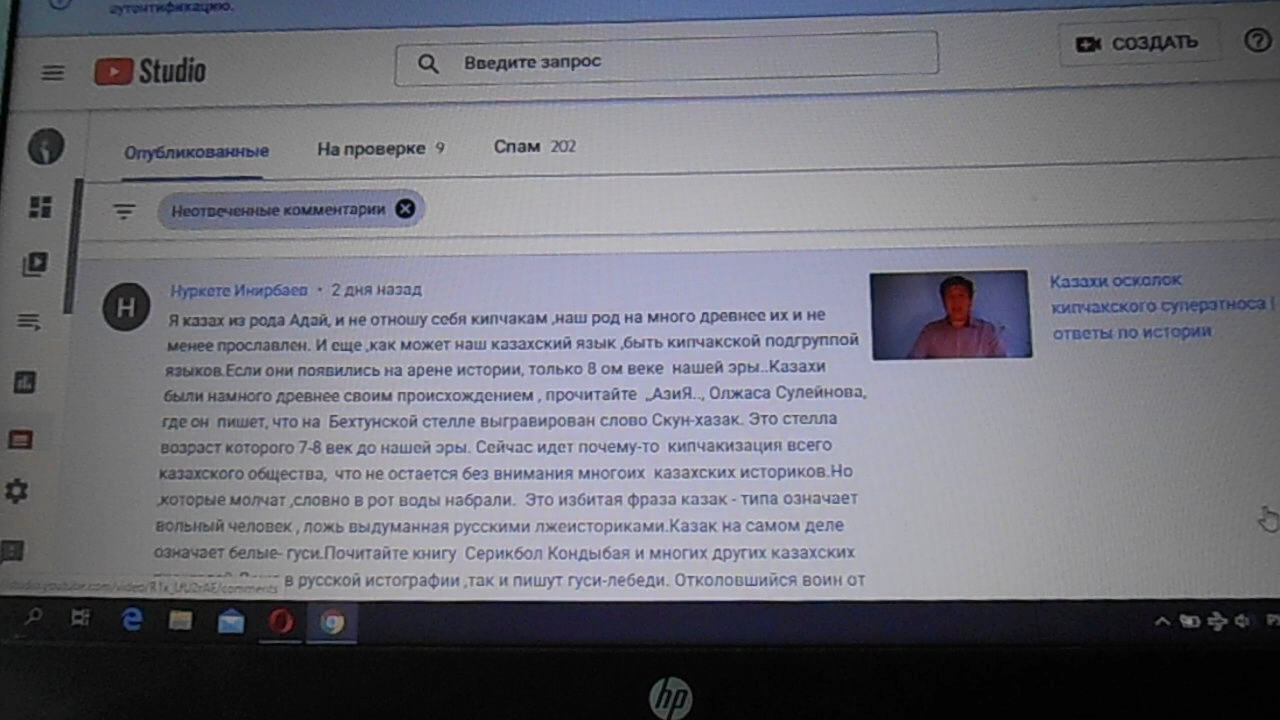 аутентификацию.
Studio
Введите запрос
СОЗДАТЬ
Опубликованные
На проверке 9
Спам 202
Неотвеченные комментарии
Н
Нуркете Инирбаев • 2 дня назад
Я казах из рода Адай, и не отношу себя кипчакам ,наш род на много древнее их и не
менее прославлен. И еще ,как может наш казахский язык ,быть кипчакской подгруппой
языков.Если они появились на арене истории, только 8 ом веке нашей эры..Казахи
были намного древнее своим происхождением , прочитайте „АзиЯ.., Олжаса Сулейнова,
где он пишет, что на Бехтунской стелле выгравирован слово Скун-хазак. Это стелла
возраст которого 7-8 век до нашей эры. Сейчас идет почему-то кипчакизация всего
казахского общества, что не остается без внимания многоих казахских историков.Но
,которые молчат ,словно в рот воды набрали. Это избитая фраза казак - типа означает
вольный человек , ложь выдуманная русскими лжеисториками.Казак на самом деле
означает белые- гуси.Почитайте книгу Серикбол Кондыбая и многих других казахских
в русской истографии ,так и пишут гуси-лебеди. Отколовшийся воин от
Казахи осколок
кипчакского суперэтноса |
ответы по истории
hp